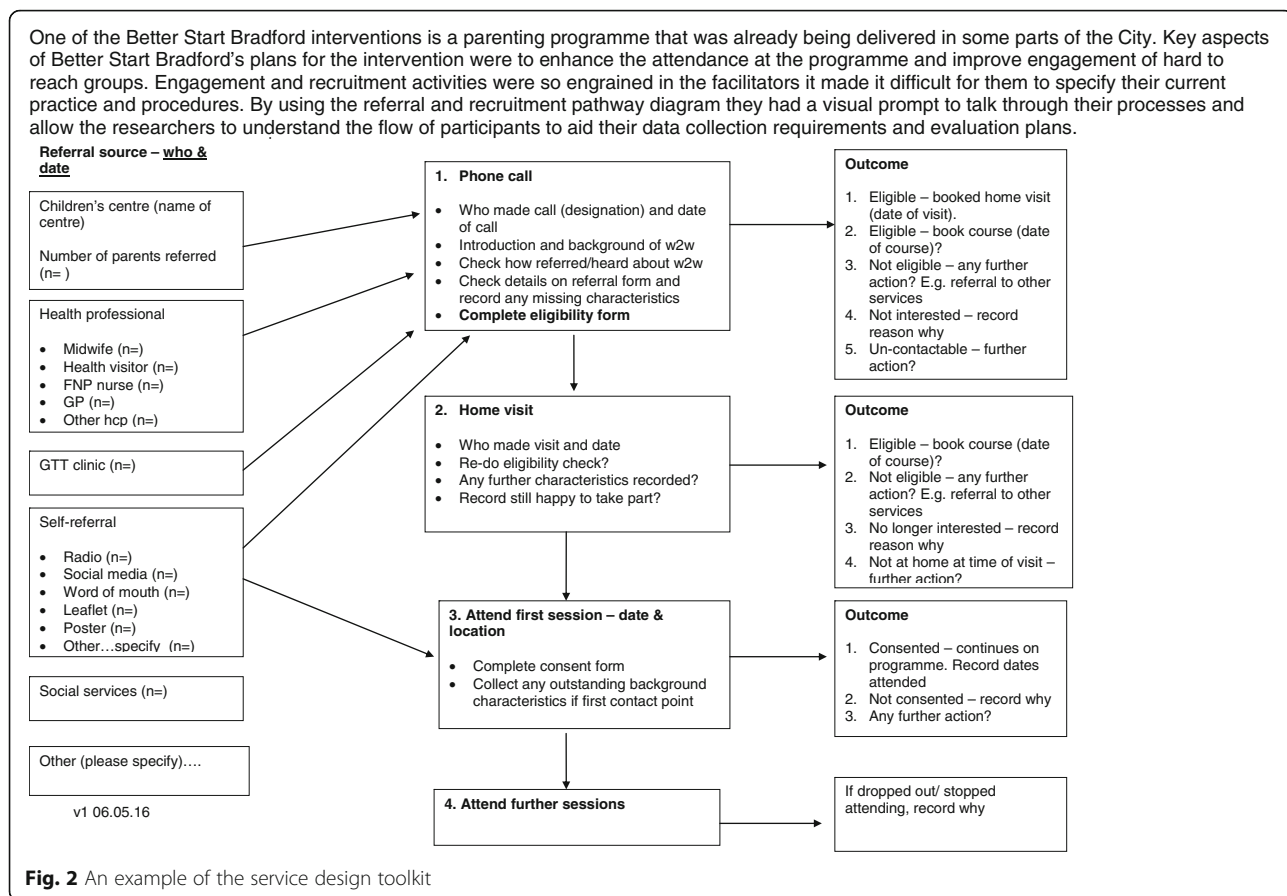 One of the Better Start Bradford interventions is a parenting programme that was already being delivered in some parts of the City. Key aspects
of Better Start Bradford's plans for the intervention were to enhance the attendance at the programme and improve engagement of hard to
reach groups. Engagement and recruitment activities were so engrained in the facilitators it made it difficult for them to specify their current
practice and procedures. By using the referral and recruitment pathway diagram they had a visual prompt to talk through their processes and
allow the researchers to understand the flow of participants to aid their data collection requirements and evaluation plans.
Referral source – who &
date
Children's centre (name of
centre)
Number of parents referred
(n= )
Health professional
• Midwife (n=)
• Health visitor (n=)
• FNP nurse (n=)
• GP (n=)
• Other hcp (n=)
GTT clinic (n=)
Self-referral
• Radio (n=)
• Social media (n=)
• Word of mouth (n=)
• Leaflet (n=)
• Poster (n=)
• Other…specify (n=)
Social services (n=)
Other (please specify)….
v1 06.05.16
1. Phone call
• Who made call (designation) and date
of call
• Introduction and background of w2w
• Check how referred/heard about w2w
• Check details on referral form and
record any missing characteristics
• Complete eligibility form
2. Home visit
• Who made visit and date
• Re-do eligibility check?
• Any further characteristics recorded?
• Record still happy to take part?
3. Attend first session – date &
location
• Complete consent form
• Collect any outstanding background
characteristics if first contact point
4. Attend further sessions
Outcome
1. Eligible – booked home visit
(date of visit).
2. Eligible – book course (date
of course)?
3. Not eligible – any further
action? E.g. referral to other
services
4. Not interested – record
reason why
5. Un-contactable – further
action?
Outcome
1. Eligible – book course (date
of course)?
2. Not eligible – any further
action? E.g. referral to other
services
3. No longer interested – record
reason why
4. Not at home at time of visit –
further action?
Outcome
1. Consented – continues on
programme. Record dates
attended
2. Not consented – record why
3. Any further action?
If dropped out/ stopped
attending, record why
Fig. 2 An example of the service design toolkit